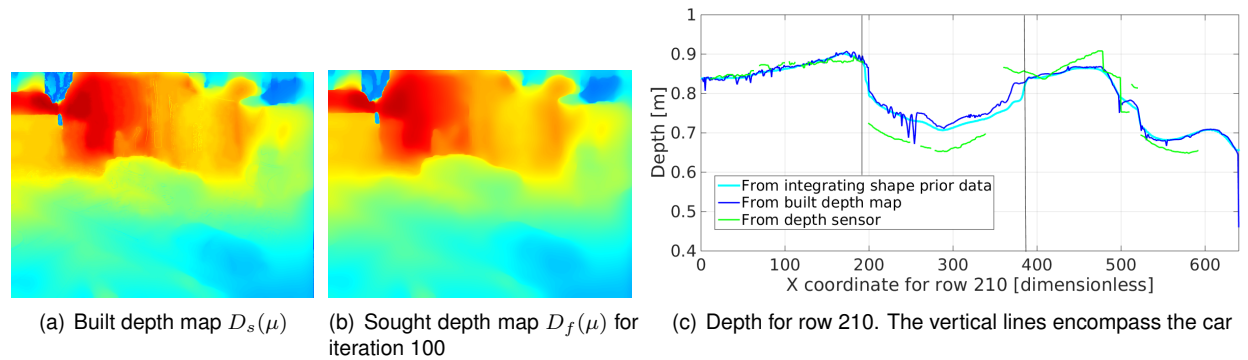 1
0.9
0.8
0.7
0.6
0.5
0.4
Depth [m]
From integrating shape prior data
From built depth map
From depth sensor
0 100 200 300 400 500 600
X coordinate for row 210 [dimensionless]
(a) Built depth map D_s(μ)
(b) Sought depth map D_f(μ) for
iteration 100
(c) Depth for row 210. The vertical lines encompass the car